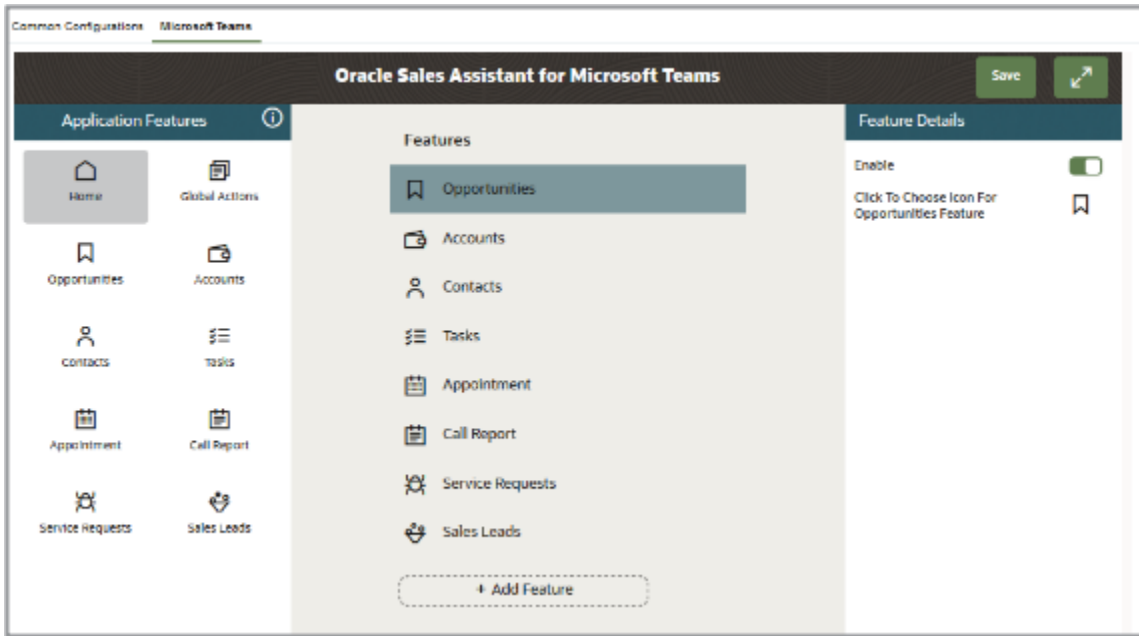 Common Configurations Microsoft Teams
Oracle Sales Assistant for Microsoft Teams
Save
Application Features
Home
Global Actions
Opportunities
Accounts
Contacts
Tasks
Appointment
Call Report
Service Requests
Sales Leads
Features
Opportunities
Accounts
Contacts
Tasks
Appointment
Call Report
Service Requests
Sales Leads
+ Add Feature
Feature Details
Enable
Click To Choose Icon For
Opportunities Feature